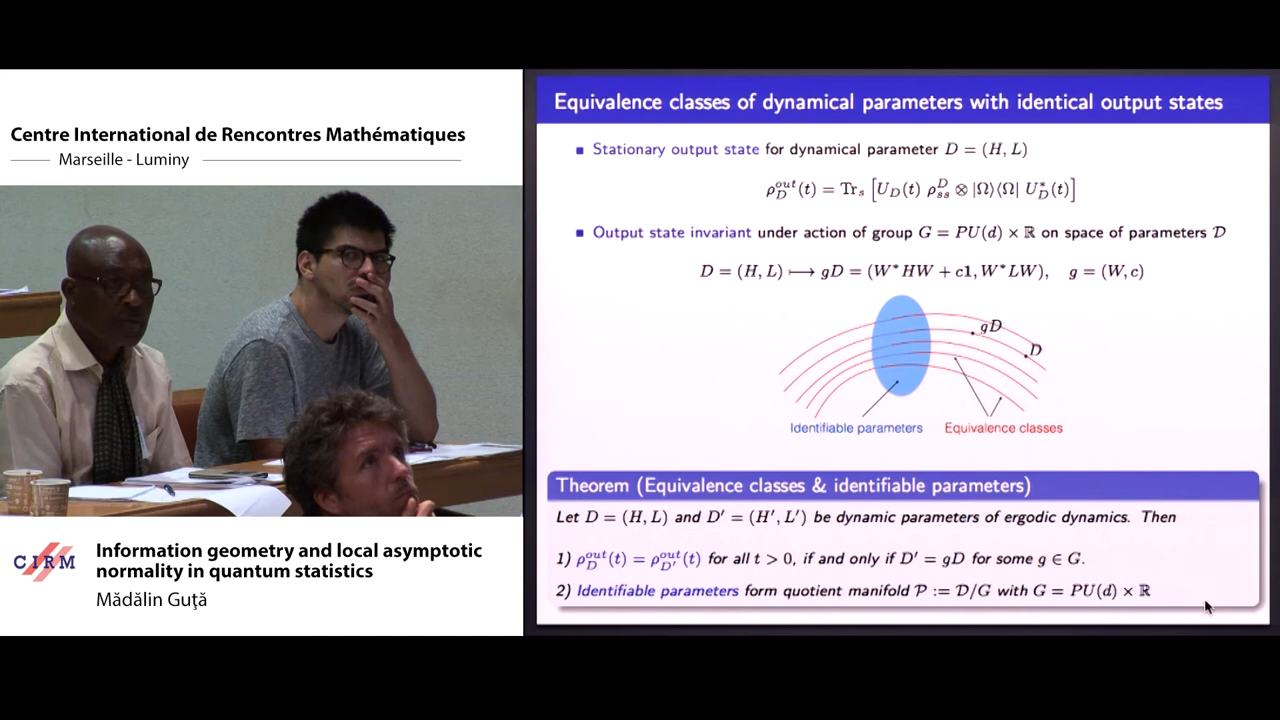 Centre International de Rencontres Mathématiques
Marseille - Luminy
CIRM
Information geometry and local asymptotic
normality in quantum statistics
Mădălin Guţă
Equivalence classes of dynamical parameters with identical output states
Stationary output state for dynamical parameter D = (H, L)
ρ_D^{out}(t) = Tr_s [U_D(t) ρ_{ss}^D ⊗ |Ω⟩⟨Ω| U_D^*(t)]
Output state invariant under action of group G = PU(d) × ℝ on space of parameters 𝒟
D = (H, L) ⟼ gD = (W*HW + c1, W*LW), g = (W, c)
gD
D
Identifiable parameters Equivalence classes
Theorem (Equivalence classes & identifiable parameters)
Let D = (H, L) and D′ = (H′, L′) be dynamic parameters of ergodic dynamics. Then
1) ρ_D^{out}(t) = ρ_{D′}^{out}(t) for all t > 0, if and only if D′ = gD for some g ∈ G.
2) Identifiable parameters form quotient manifold 𝒫 := 𝒟/G with G = PU(d) × ℝ